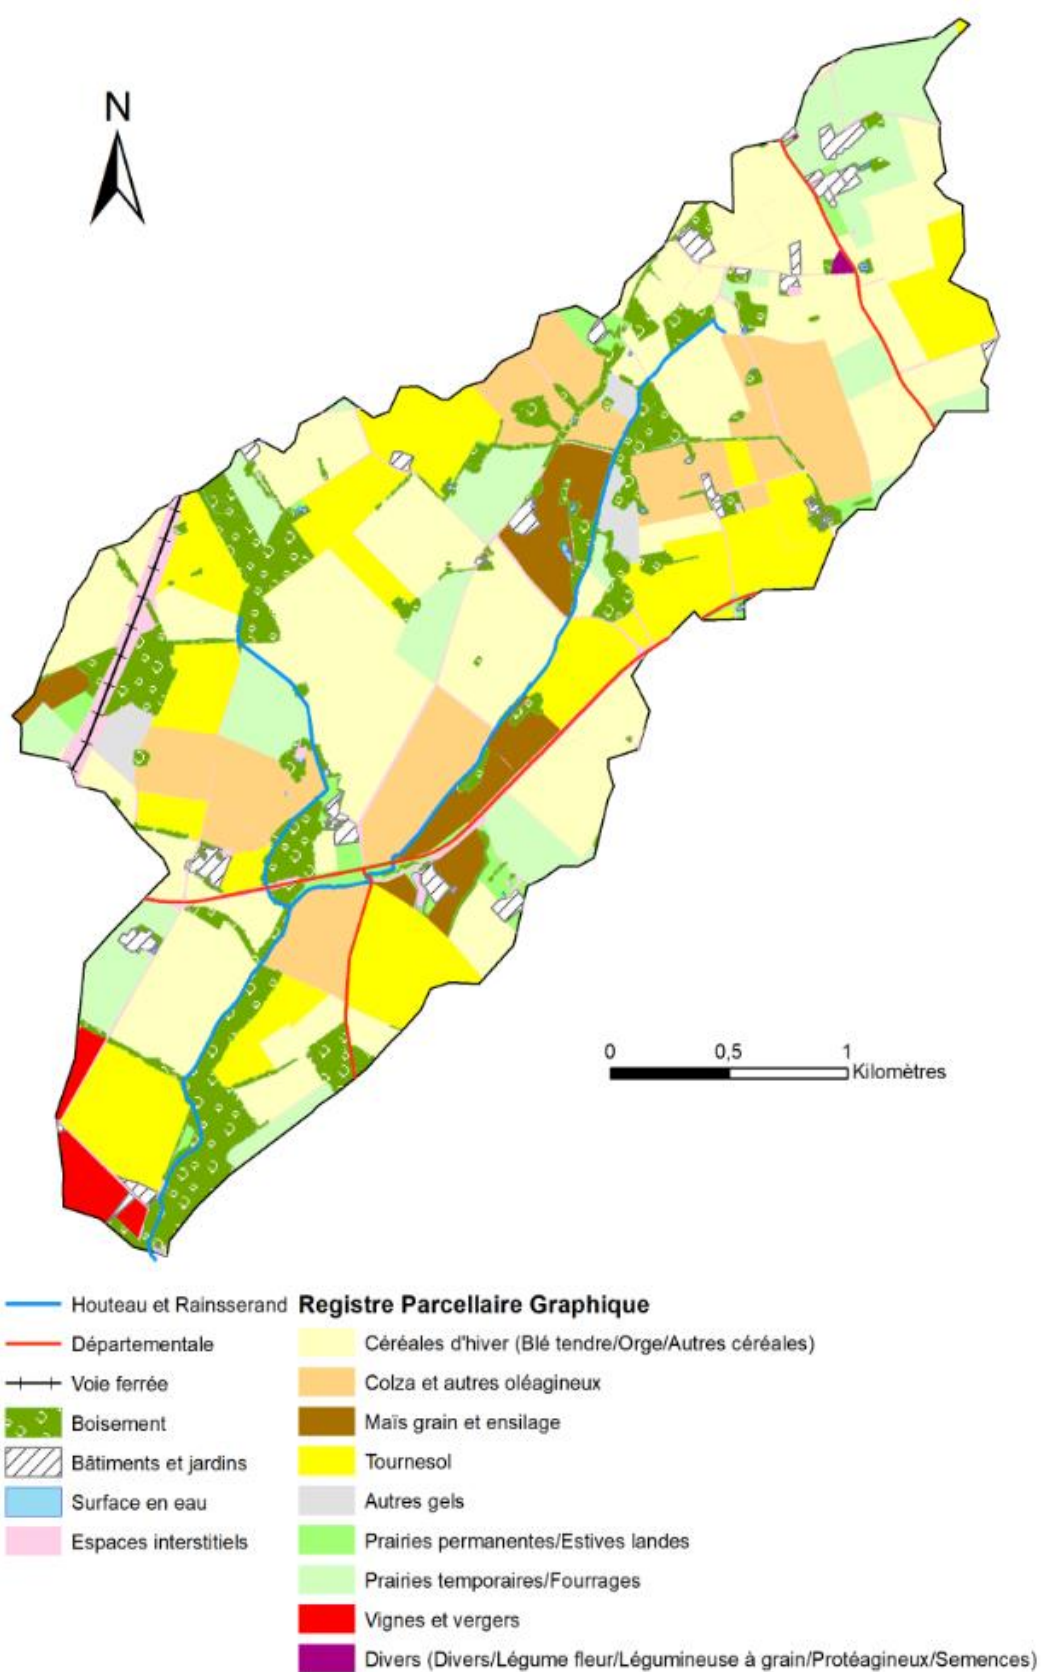 N
0 0,5 1
Kilomètres
Houteau et Rainsserand
Départementale
Voie ferrée
Boisement
Bâtiments et jardins
Surface en eau
Espaces interstitiels
Registre Parcellaire Graphique
Céréales d'hiver (Blé tendre/Orge/Autres céréales)
Colza et autres oléagineux
Maïs grain et ensilage
Tournesol
Autres gels
Prairies permanentes/Estives landes
Prairies temporaires/Fourrages
Vignes et vergers
Divers (Divers/Légume fleur/Légumineuse à grain/Protéagineux/Semences)